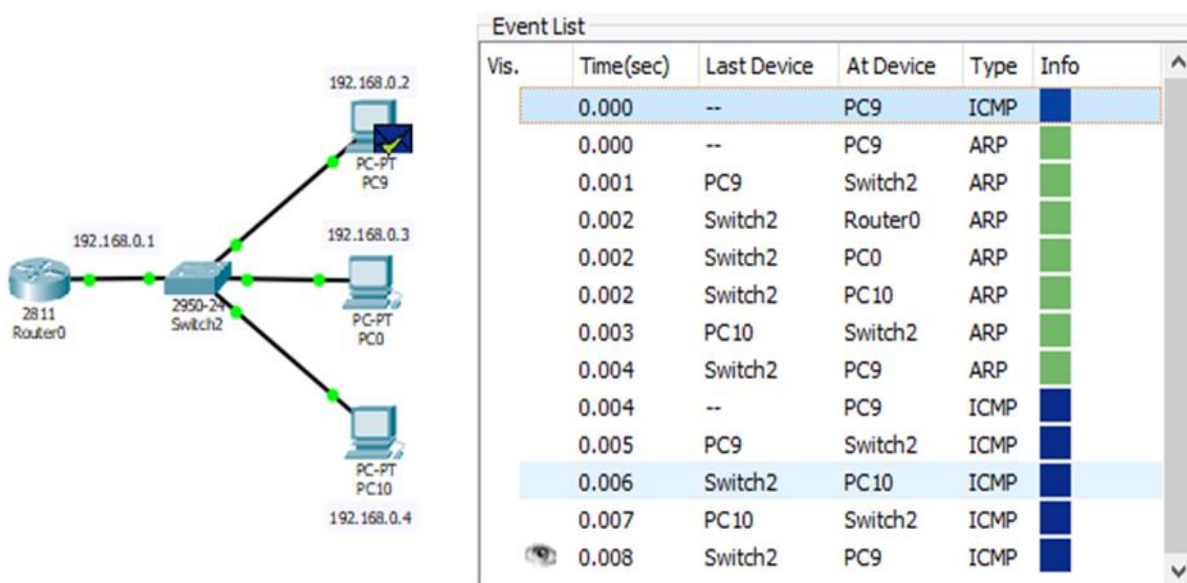 192.168.0.2
PC-PT
PC9
192.168.0.1
2811
Router0
2950-24
Switch2
192.168.0.3
PC-PT
PC0
PC-PT
PC10
192.168.0.4
Event List
Vis. Time(sec) Last Device At Device Type Info
0.000 -- PC9 ICMP
0.000 -- PC9 ARP
0.001 PC9 Switch2 ARP
0.002 Switch2 Router0 ARP
0.002 Switch2 PC0 ARP
0.002 Switch2 PC10 ARP
0.003 PC10 Switch2 ARP
0.004 Switch2 PC9 ARP
0.004 -- PC9 ICMP
0.005 PC9 Switch2 ICMP
0.006 Switch2 PC10 ICMP
0.007 PC10 Switch2 ICMP
0.008 Switch2 PC9 ICMP